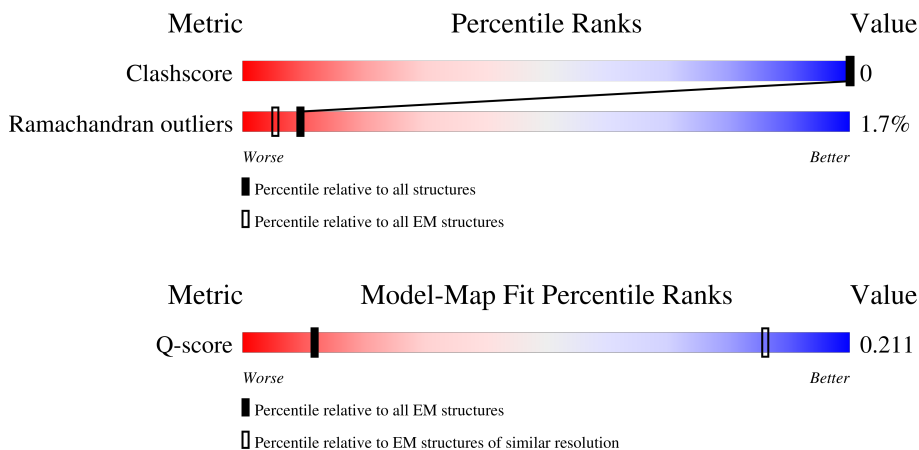 Metric Percentile Ranks Value
Clashscore 0
Ramachandran outliers 1.7%
Worse Better
Percentile relative to all structures
Percentile relative to all EM structures
Metric Model-Map Fit Percentile Ranks Value
Q-score 0.211
Worse Better
Percentile relative to all EM structures
Percentile relative to EM structures of similar resolution